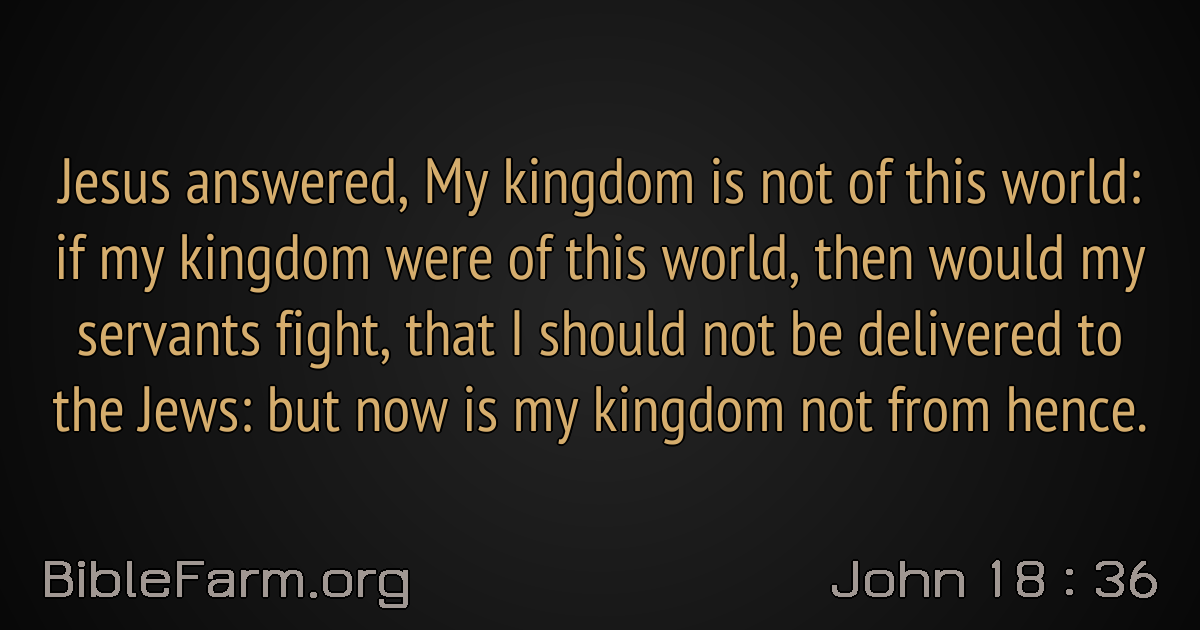 Jesus answered, My kingdom is not of this world:
if my kingdom were of this world, then would my
servants fight, that I should not be delivered to
the Jews: but now is my kingdom not from hence.
BibleFarm.org
John 18 : 36